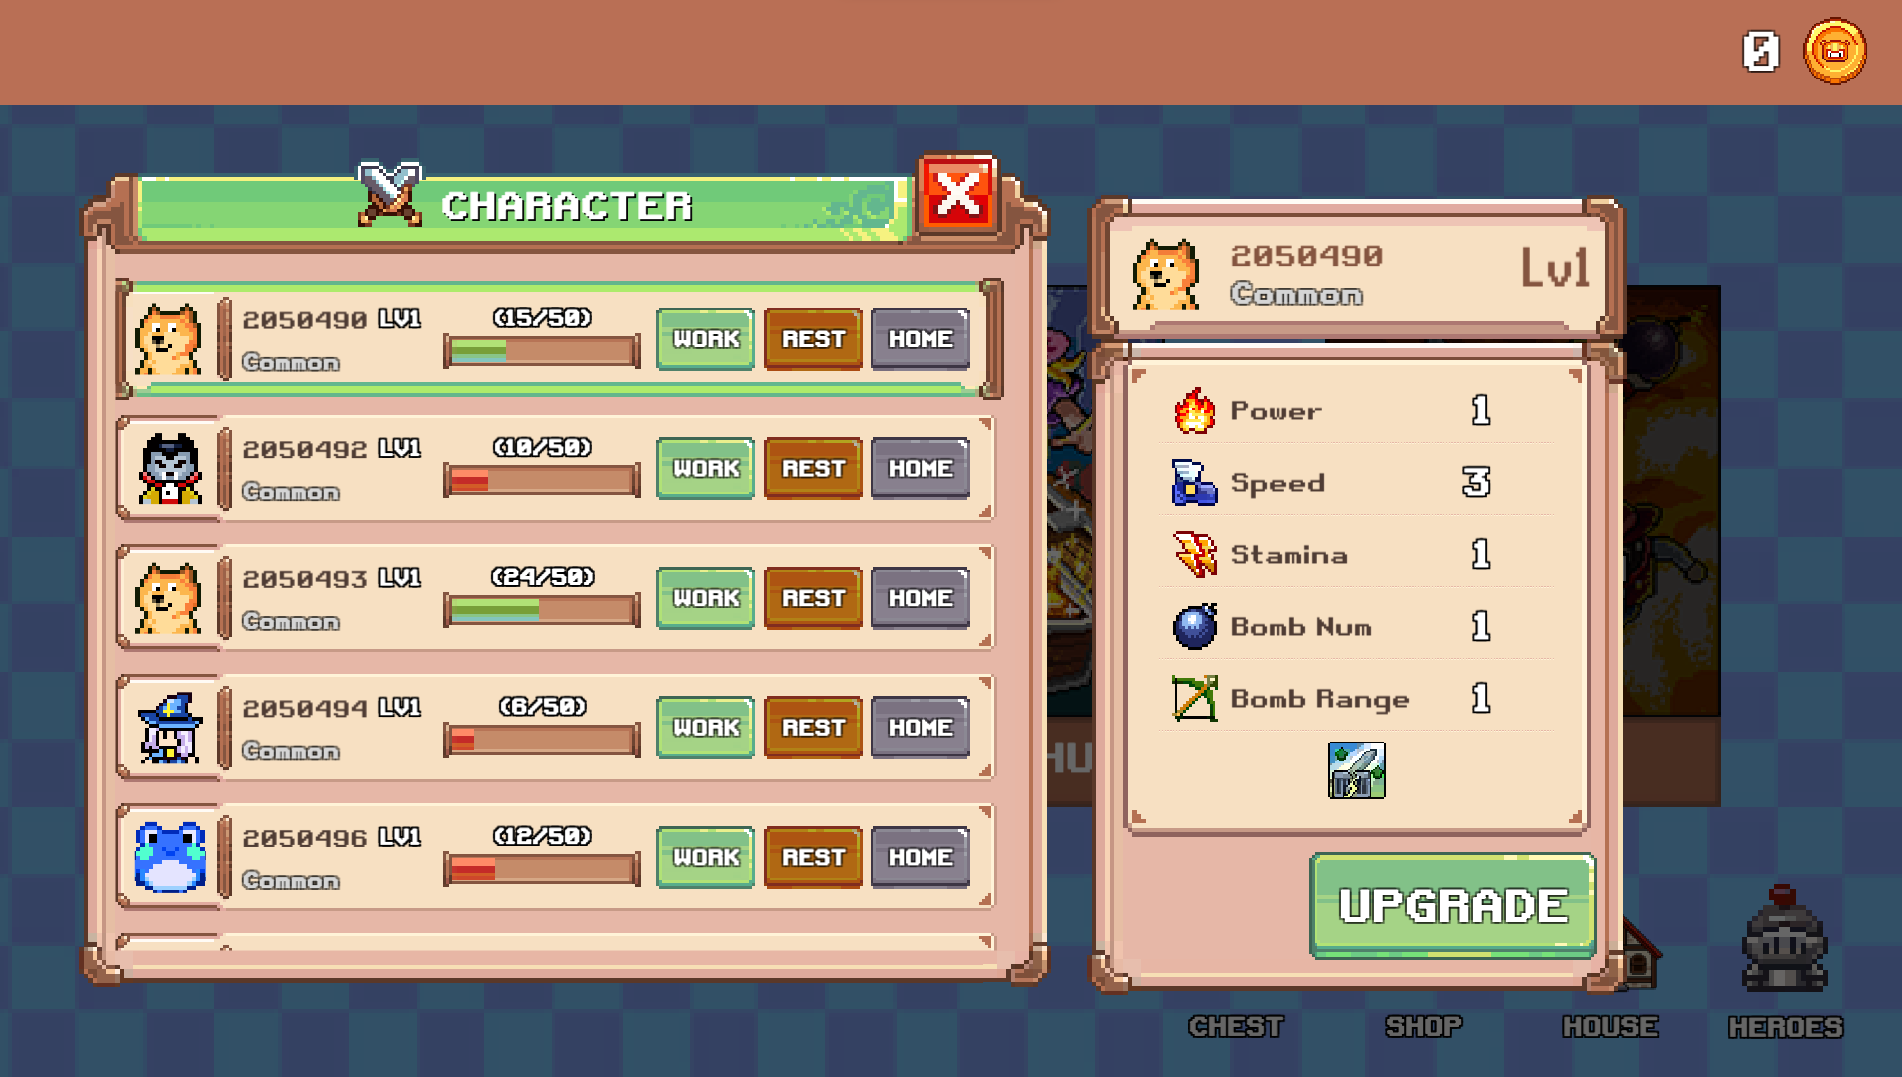 0
CHARACTER
2050490 LV1
Common
(15/50)
WORK
REST
HOME
2050492 LV1
Common
(10/50)
WORK
REST
HOME
2050493 LV1
Common
(24/50)
WORK
REST
HOME
2050494 LV1
Common
(6/50)
WORK
REST
HOME
2050496 LV1
Common
(12/50)
WORK
REST
HOME
2050490
Common
Lv1
Power 1
Speed 3
Stamina 1
Bomb Num 1
Bomb Range 1
UPGRADE
CHEST
SHOP
HOUSE
HEROES